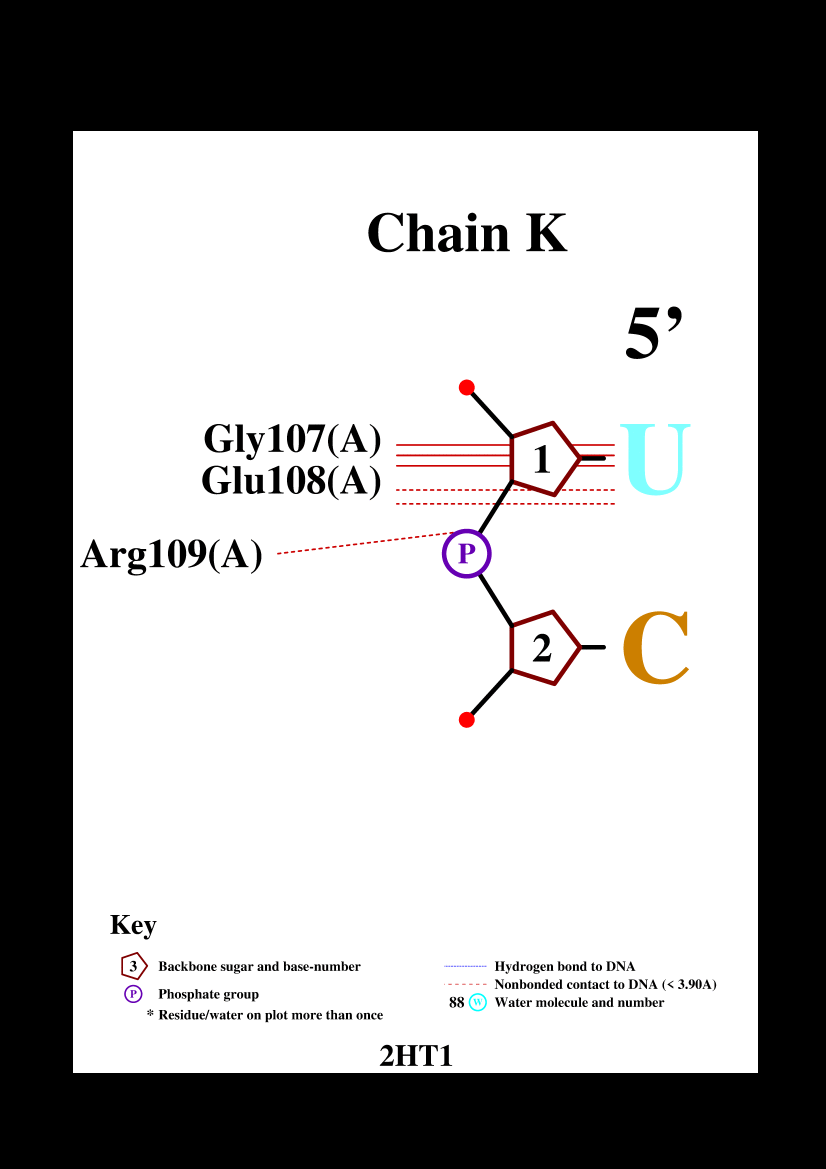 Chain K
5’
Gly107(A)
Glu108(A)
1
U
Arg109(A)
P
2
C
Key
3 Backbone sugar and base-number
P Phosphate group
* Residue/water on plot more than once
Hydrogen bond to DNA
Nonbonded contact to DNA (< 3.90A)
88 W Water molecule and number
2HT1